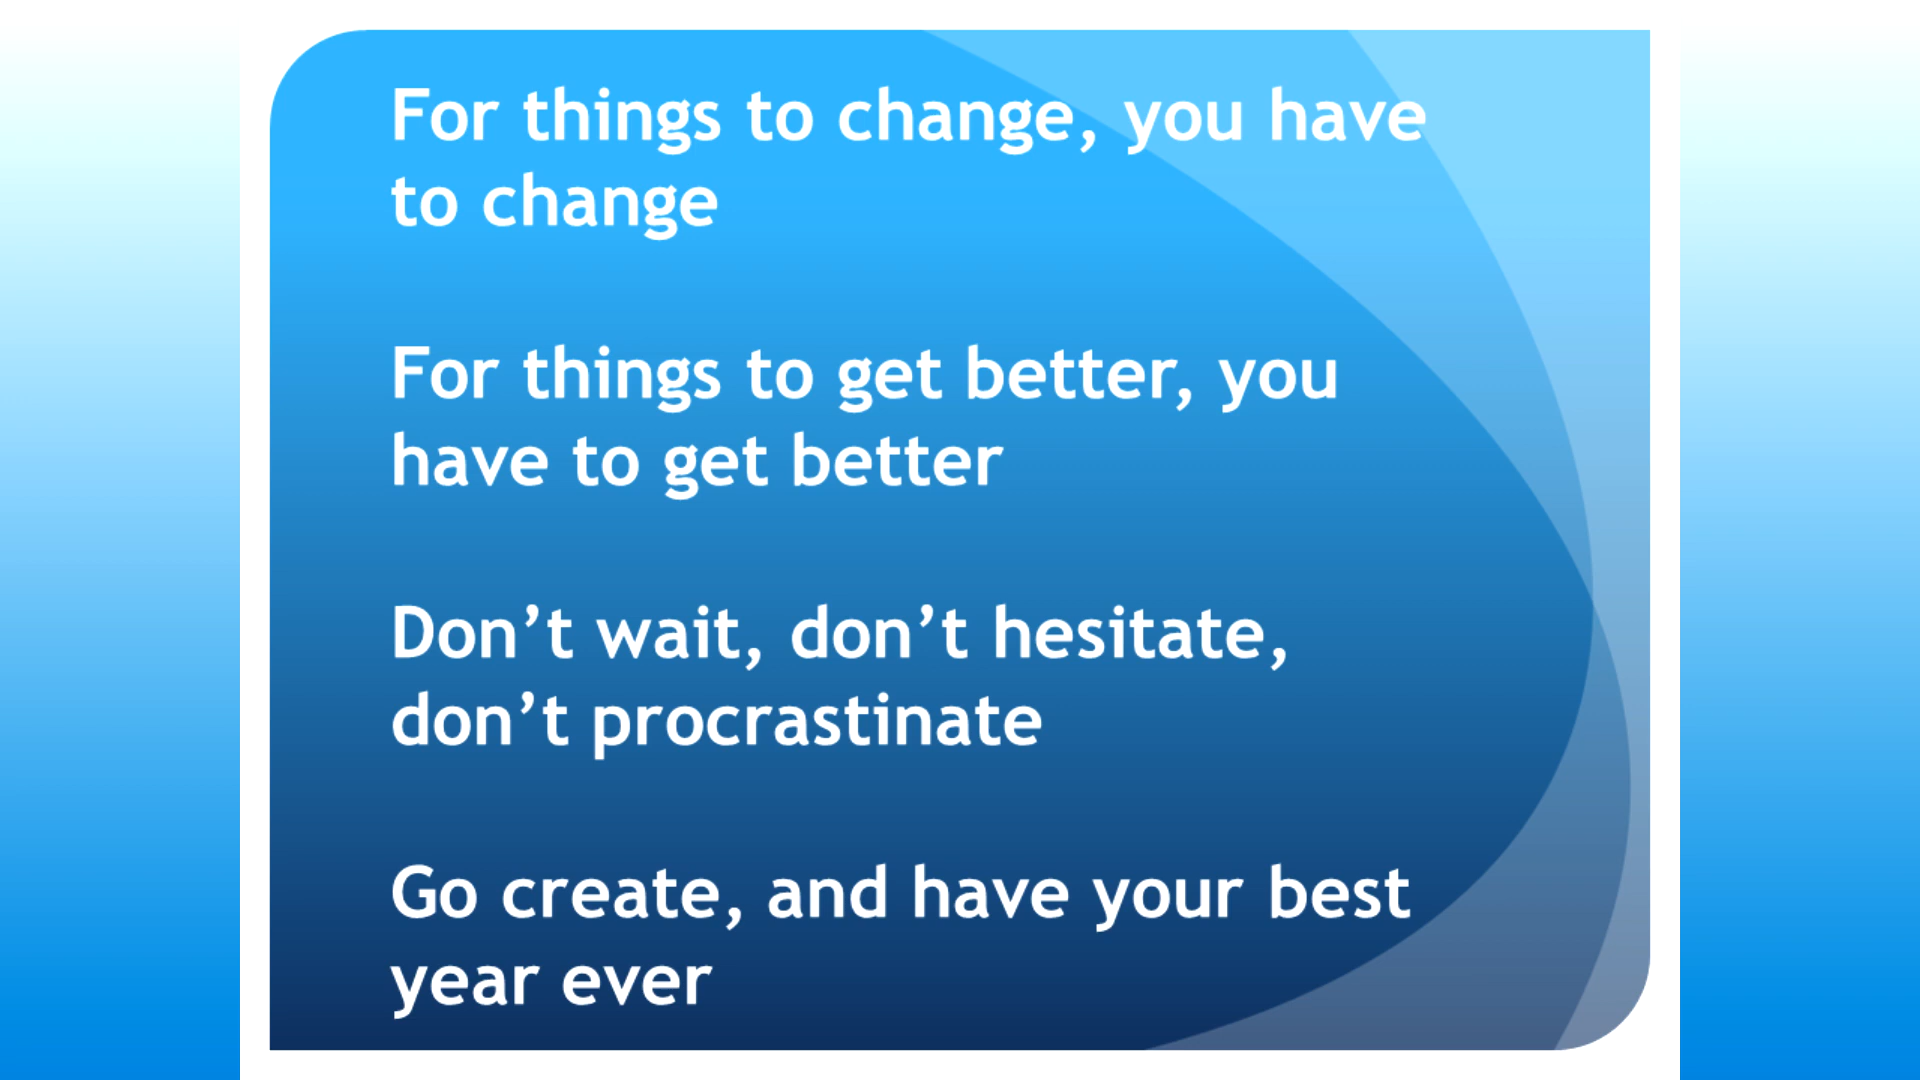 For things to change, you have
to change
For things to get better, you
have to get better
Don’t wait, don’t hesitate,
don’t procrastinate
Go create, and have your best
year ever